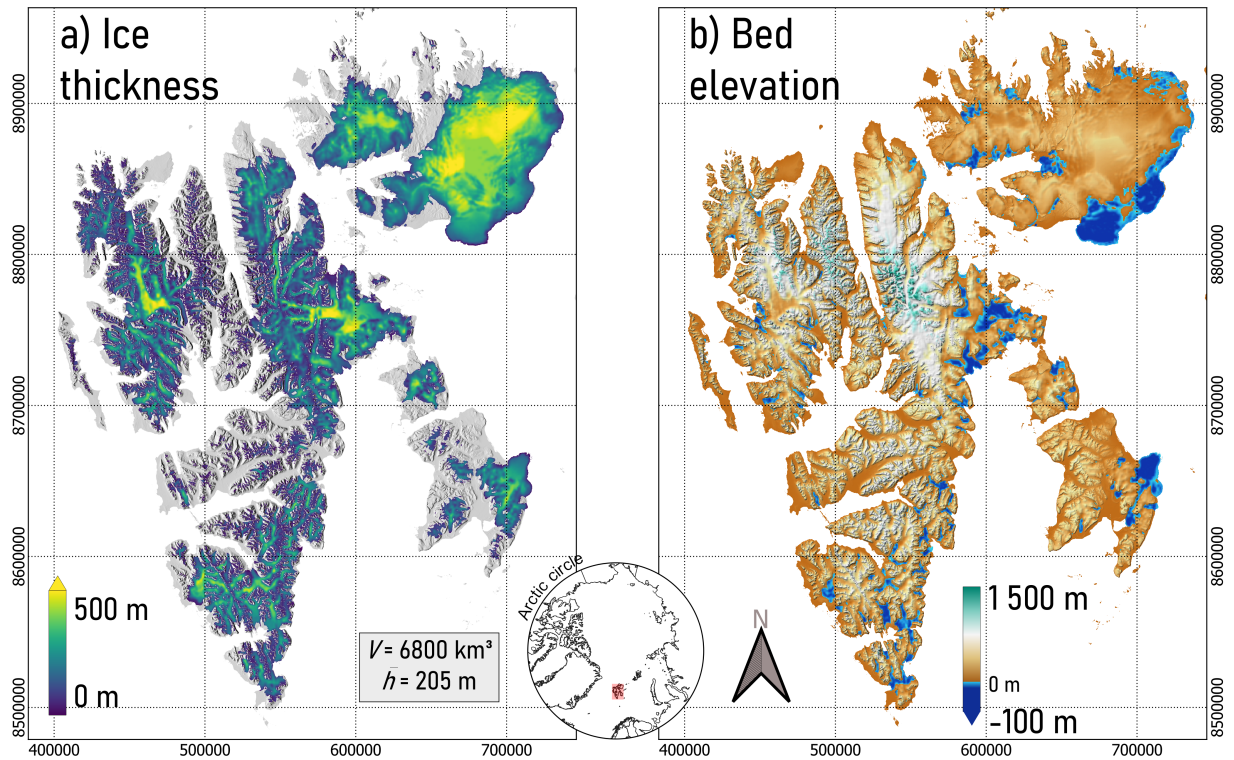 a) Ice
thickness
b) Bed
elevation
8900000
8800000
8700000
8600000
8500000
8900000
8800000
8700000
8600000
8500000
500 m
0 m
V = 6800 km³
h̄ = 205 m
Arctic circle
N
1 500 m
0 m
-100 m
400000 500000 600000 700000
400000 500000 600000 700000